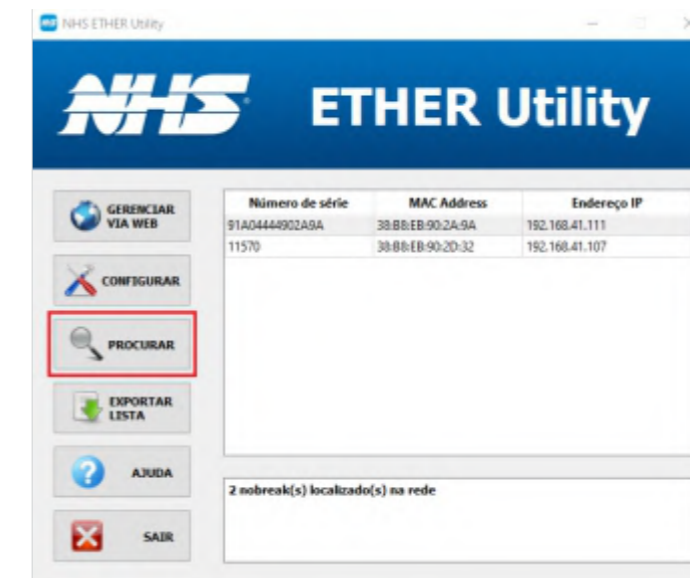 NHS ETHER Utility
NHS
ETHER Utility
GERENCIAR
VIA WEB
CONFIGURAR
PROCURAR
EXPORTAR
LISTA
AJUDA
SAIR
Número de série MAC Address Endereço IP
91A04444902A9A 38:B8:EB:90:2A:9A 192.168.41.111
11570 38:B8:EB:90:2D:32 192.168.41.107
2 nobreak(s) localizado(s) na rede